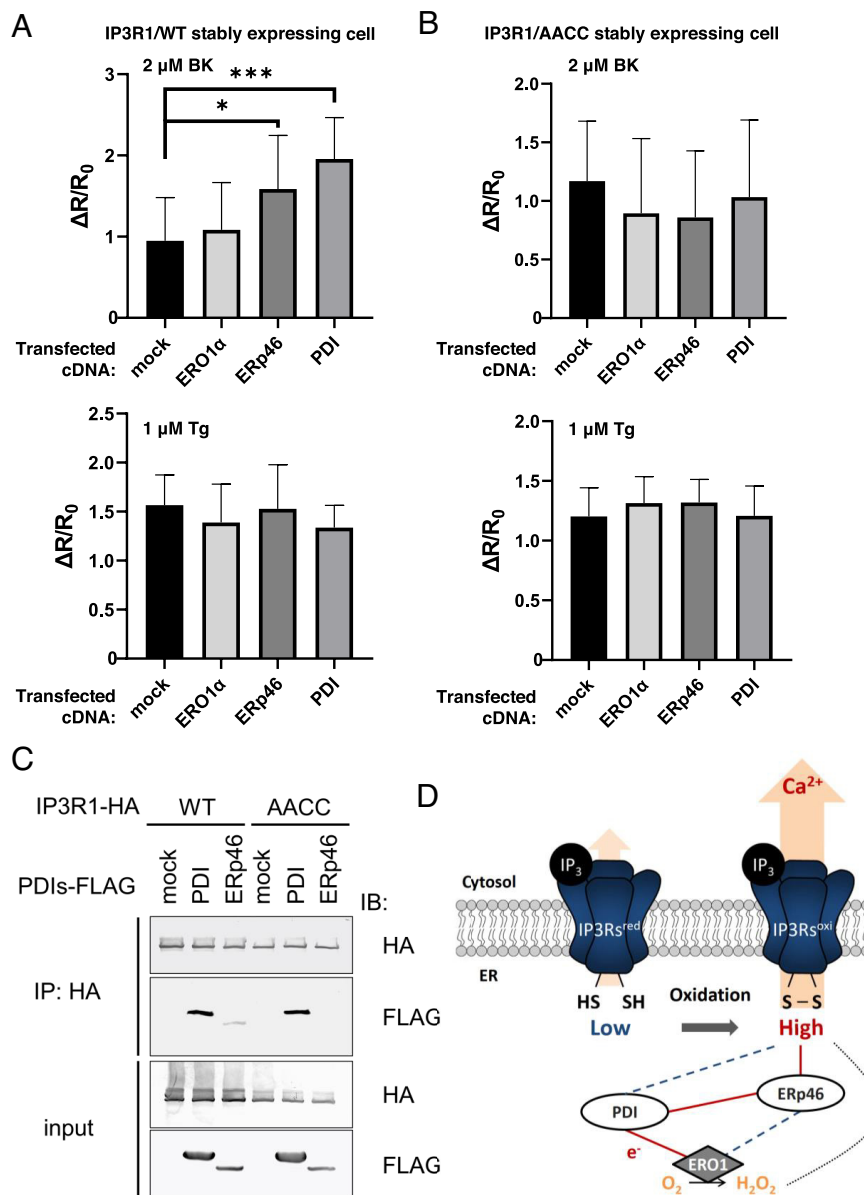 A
IP3R1/WT stably expressing cell
2 µM BK
***
*
3
2
1
0
ΔR/R0
Transfected
cDNA:
mock
ERO1α
ERp46
PDI
1 µM Tg
2.5
2.0
1.5
1.0
0.5
0
ΔR/R0
Transfected
cDNA:
mock
ERO1α
ERp46
PDI
B
IP3R1/AACC stably expressing cell
2 µM BK
2.0
1.5
1.0
0.5
0
ΔR/R0
Transfected
cDNA:
mock
ERO1α
ERp46
PDI
1 µM Tg
2.0
1.5
1.0
0.5
0
ΔR/R0
Transfected
cDNA:
mock
ERO1α
ERp46
PDI
C
IP3R1-HA WT AACC
PDIs-FLAG mock PDI ERp46 mock PDI ERp46
IB:
IP: HA
HA
FLAG
input
HA
FLAG
D
Ca2+
IP3 IP3
Cytosol
IP3Rsred IP3Rsoxi
ER
HS SH Oxidation S – S
Low High
PDI ERp46
e-
ERO1
O2 H2O2